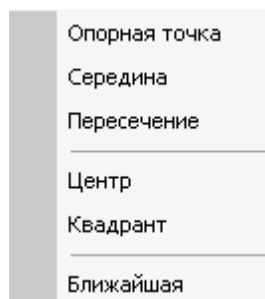 Опорная точка
Середина
Пересечение
Центр
Квадрант
Ближайшая